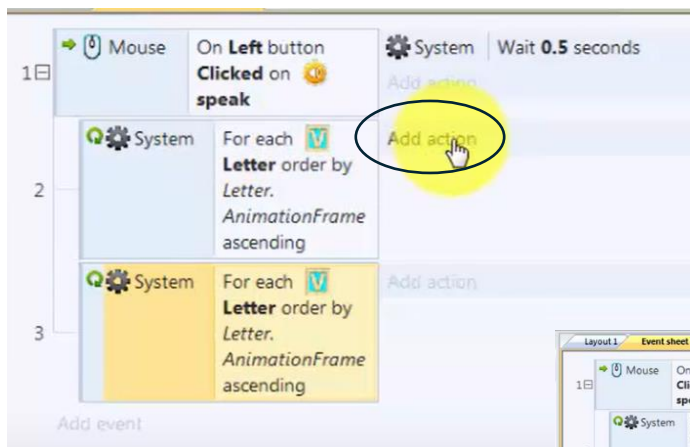 1
Mouse
On Left button
Clicked on
speak
System
Wait 0.5 seconds
Add action
2
System
For each V
Letter order by
Letter.
AnimationFrame
ascending
Add action
3
System
For each V
Letter order by
Letter.
AnimationFrame
ascending
Add action
Add event
Layout 1
Event sheet
1
Mouse
System